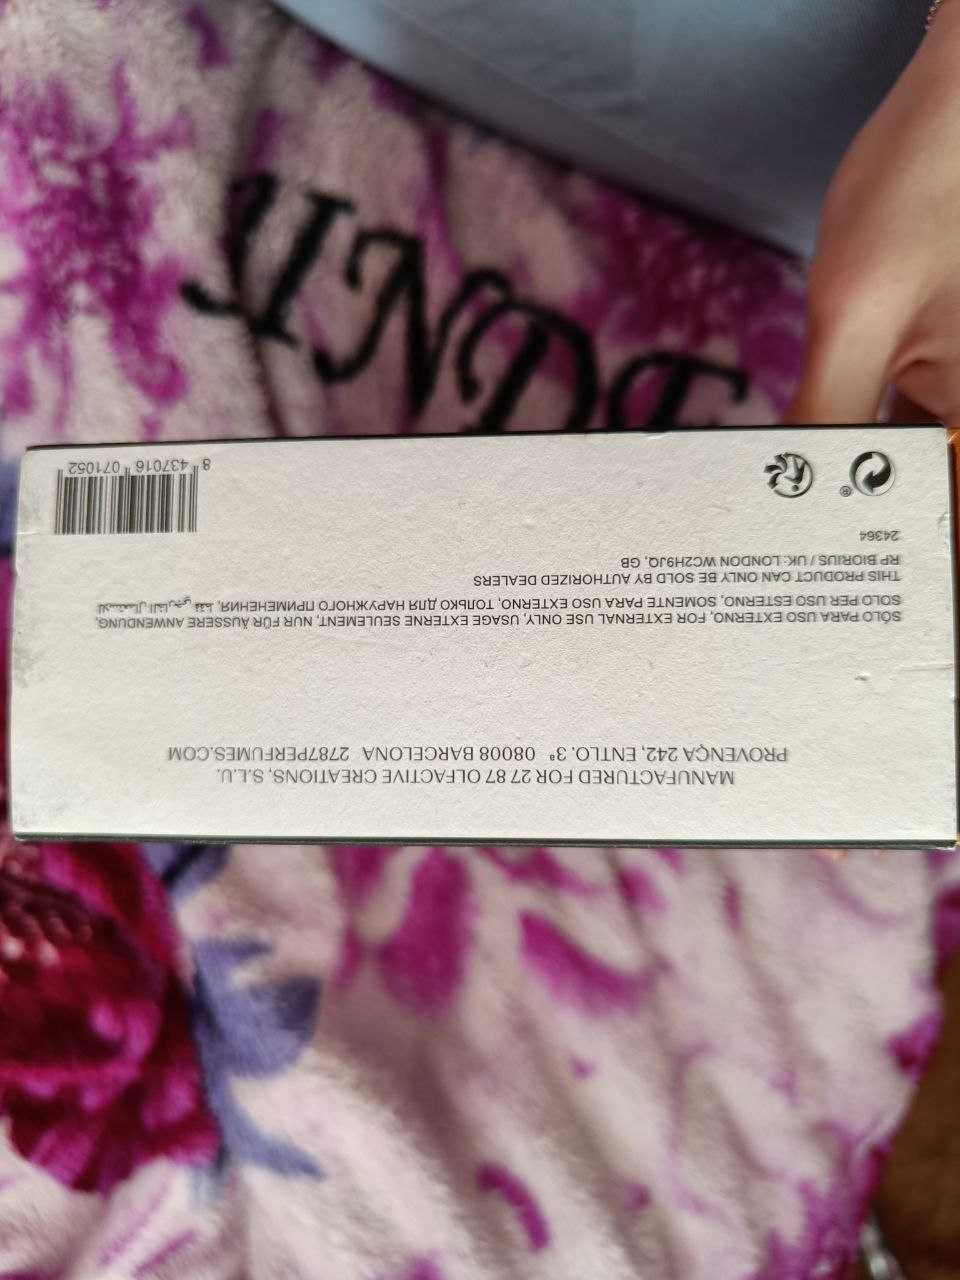 MANUFACTURED FOR 27 87 OLFACTIVE CREATIONS, S.L.U.
PROVENÇA 242, ENTLO. 3ª 08008 BARCELONA 2787PERFUMES.COM
SÓLO PARA USO EXTERNO, FOR EXTERNAL USE ONLY, USAGE EXTERNE SEULEMENT, NUR FÜR ÄUSSERE ANWENDUNG,
SOLO PER USO ESTERNO, SOMENTE PARA USO EXTERNO, ТОЛЬКО ДЛЯ НАРУЖНОГО ПРИМЕНЕНИЯ, للاستعمال الخارجي فقط
THIS PRODUCT CAN ONLY BE SOLD BY AUTHORIZED DEALERS
RP BIORIUS / UK- LONDON WC2H9JQ, GB
24364
®
8 437016 071052